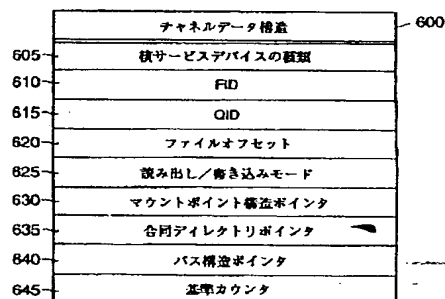 チャネルデータ構造 600
605 核サービスデバイスの種類
610 FID
615 QID
620 ファイルオフセット
625 読み出し／書き込みモード
630 マウントポイント構造ポインタ
635 合同ディレクトリポインタ
640 パス構造ポインタ
645 基準カウンタ